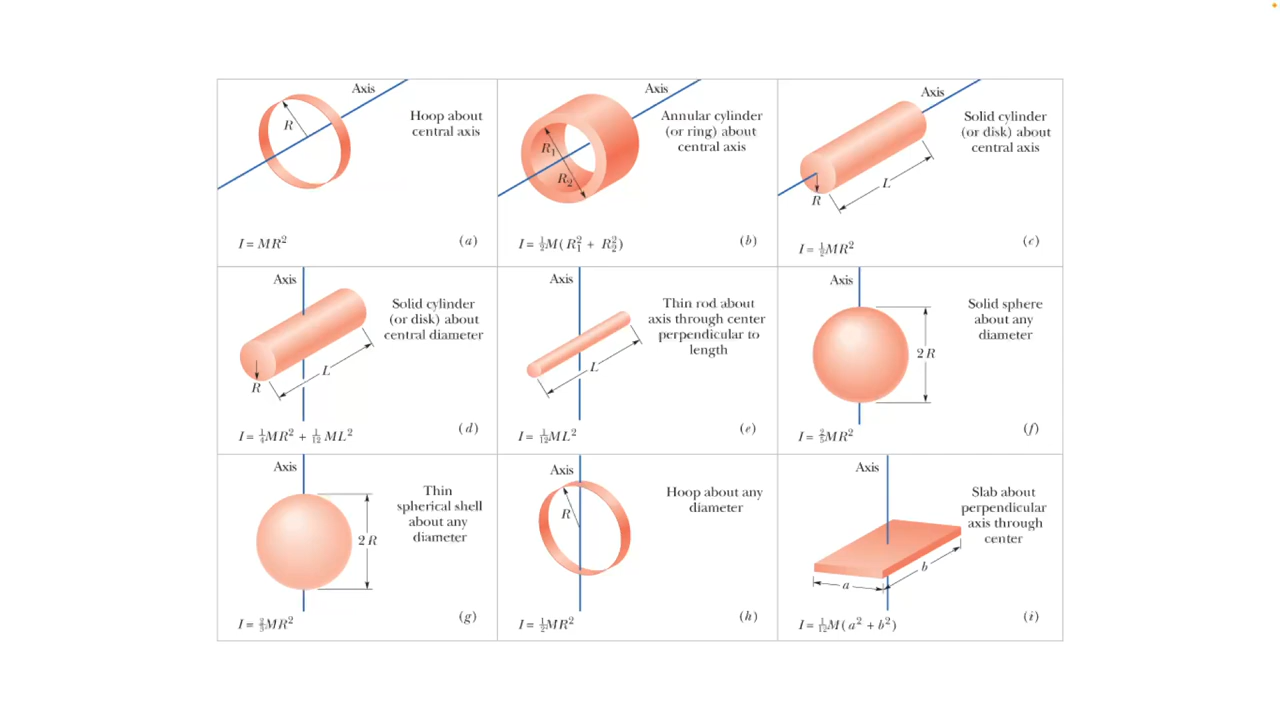 Axis
R
Hoop about
central axis
I = MR²
(a)
Axis
R₁
R₂
Annular cylinder
(or ring) about
central axis
I = ½M(R₁² + R₂²)
(b)
Axis
R
L
Solid cylinder
(or disk) about
central axis
I = ½MR²
(c)
Axis
R
L
Solid cylinder
(or disk) about
central diameter
I = ¼MR² + 1/12 ML²
(d)
Axis
L
Thin rod about
axis through center
perpendicular to
length
I = 1/12 ML²
(e)
Axis
2R
Solid sphere
about any
diameter
I = 2/5 MR²
(f)
Axis
2R
Thin
spherical shell
about any
diameter
I = 2/3 MR²
(g)
Axis
R
Hoop about any
diameter
I = ½MR²
(h)
Axis
a
b
Slab about
perpendicular
axis through
center
I = 1/12 M(a² + b²)
(i)